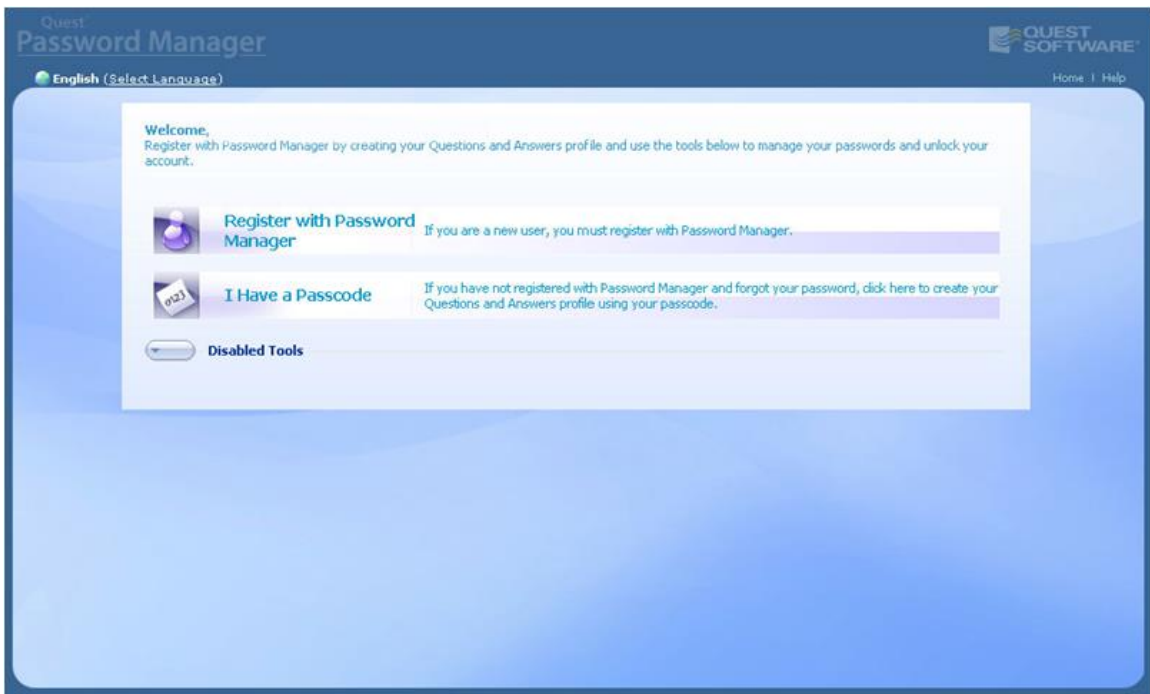 Quest
Password Manager
QUEST
SOFTWARE
English (Select Language)
Home | Help
Welcome,
Register with Password Manager by creating your Questions and Answers profile and use the tools below to manage your passwords and unlock your
account.
Register with Password
Manager
If you are a new user, you must register with Password Manager.
0123
I Have a Passcode
If you have not registered with Password Manager and forgot your password, click here to create your
Questions and Answers profile using your passcode.
Disabled Tools